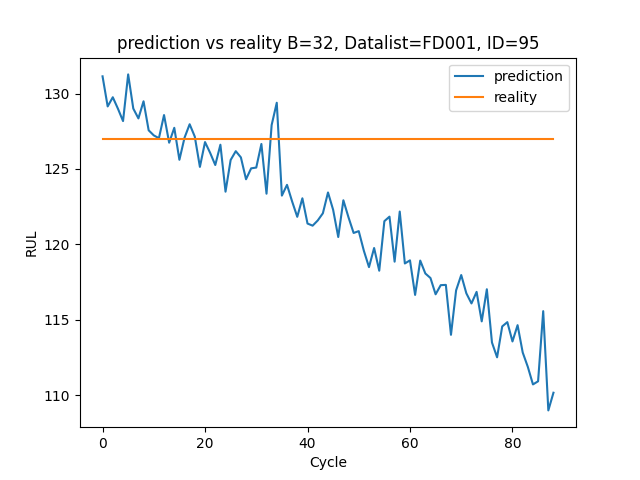 prediction vs reality B=32, Datalist=FD001, ID=95
prediction
reality
RUL
130
125
120
115
110
0 20 40 60 80
Cycle